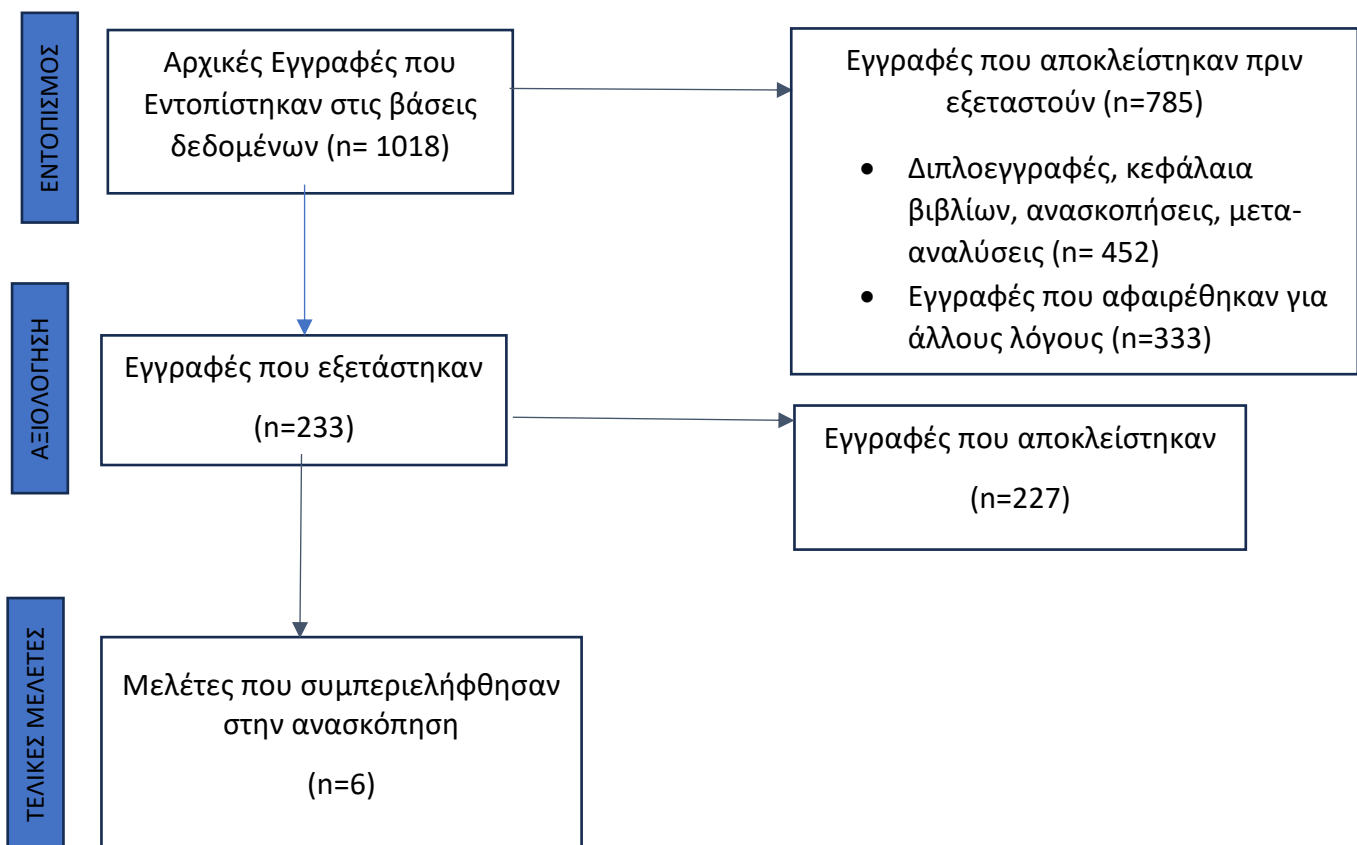 ΕΝΤΟΠΙΣΜΟΣ
Αρχικές Εγγραφές που
Εντοπίστηκαν στις βάσεις
δεδομένων (n= 1018)
Εγγραφές που αποκλείστηκαν πριν
εξεταστούν (n=785)
• Διπλοεγγραφές, κεφάλαια
βιβλίων, ανασκοπήσεις, μετα-
αναλύσεις (n= 452)
• Εγγραφές που αφαιρέθηκαν για
άλλους λόγους (n=333)
ΑΞΙΟΛΟΓΗΣΗ
Εγγραφές που εξετάστηκαν
(n=233)
Εγγραφές που αποκλείστηκαν
(n=227)
ΤΕΛΙΚΕΣ ΜΕΛΕΤΕΣ
Μελέτες που συμπεριελήφθησαν
στην ανασκόπηση
(n=6)